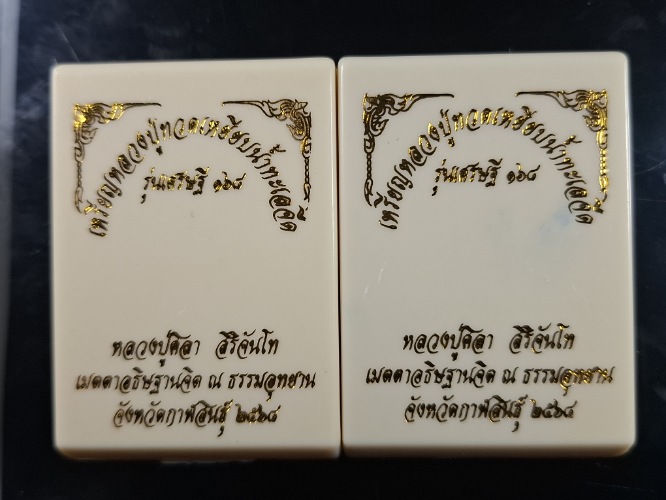 เหรียญหลวงปู่ทวดเหยียบน้ำทะเลจืด
รุ่นเศรษฐี ๑๖๘
หลวงปู่ศิลา สิริจันโท
เมตตาอธิษฐานจิต ณ ธรรมอุทยาน
จังหวัดกาฬสินธุ์ ๒๕๖๔
เหรียญหลวงปู่ทวดเหยียบน้ำทะเลจืด
รุ่นเศรษฐี ๑๖๘
หลวงปู่ศิลา สิริจันโท
เมตตาอธิษฐานจิต ณ ธรรมอุทยาน
จังหวัดกาฬสินธุ์ ๒๕๖๔